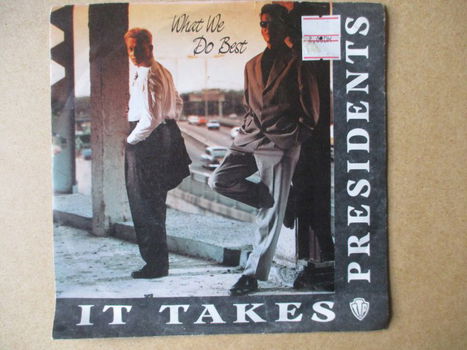 What We
Do Best
PRESIDENTS
IT TAKES